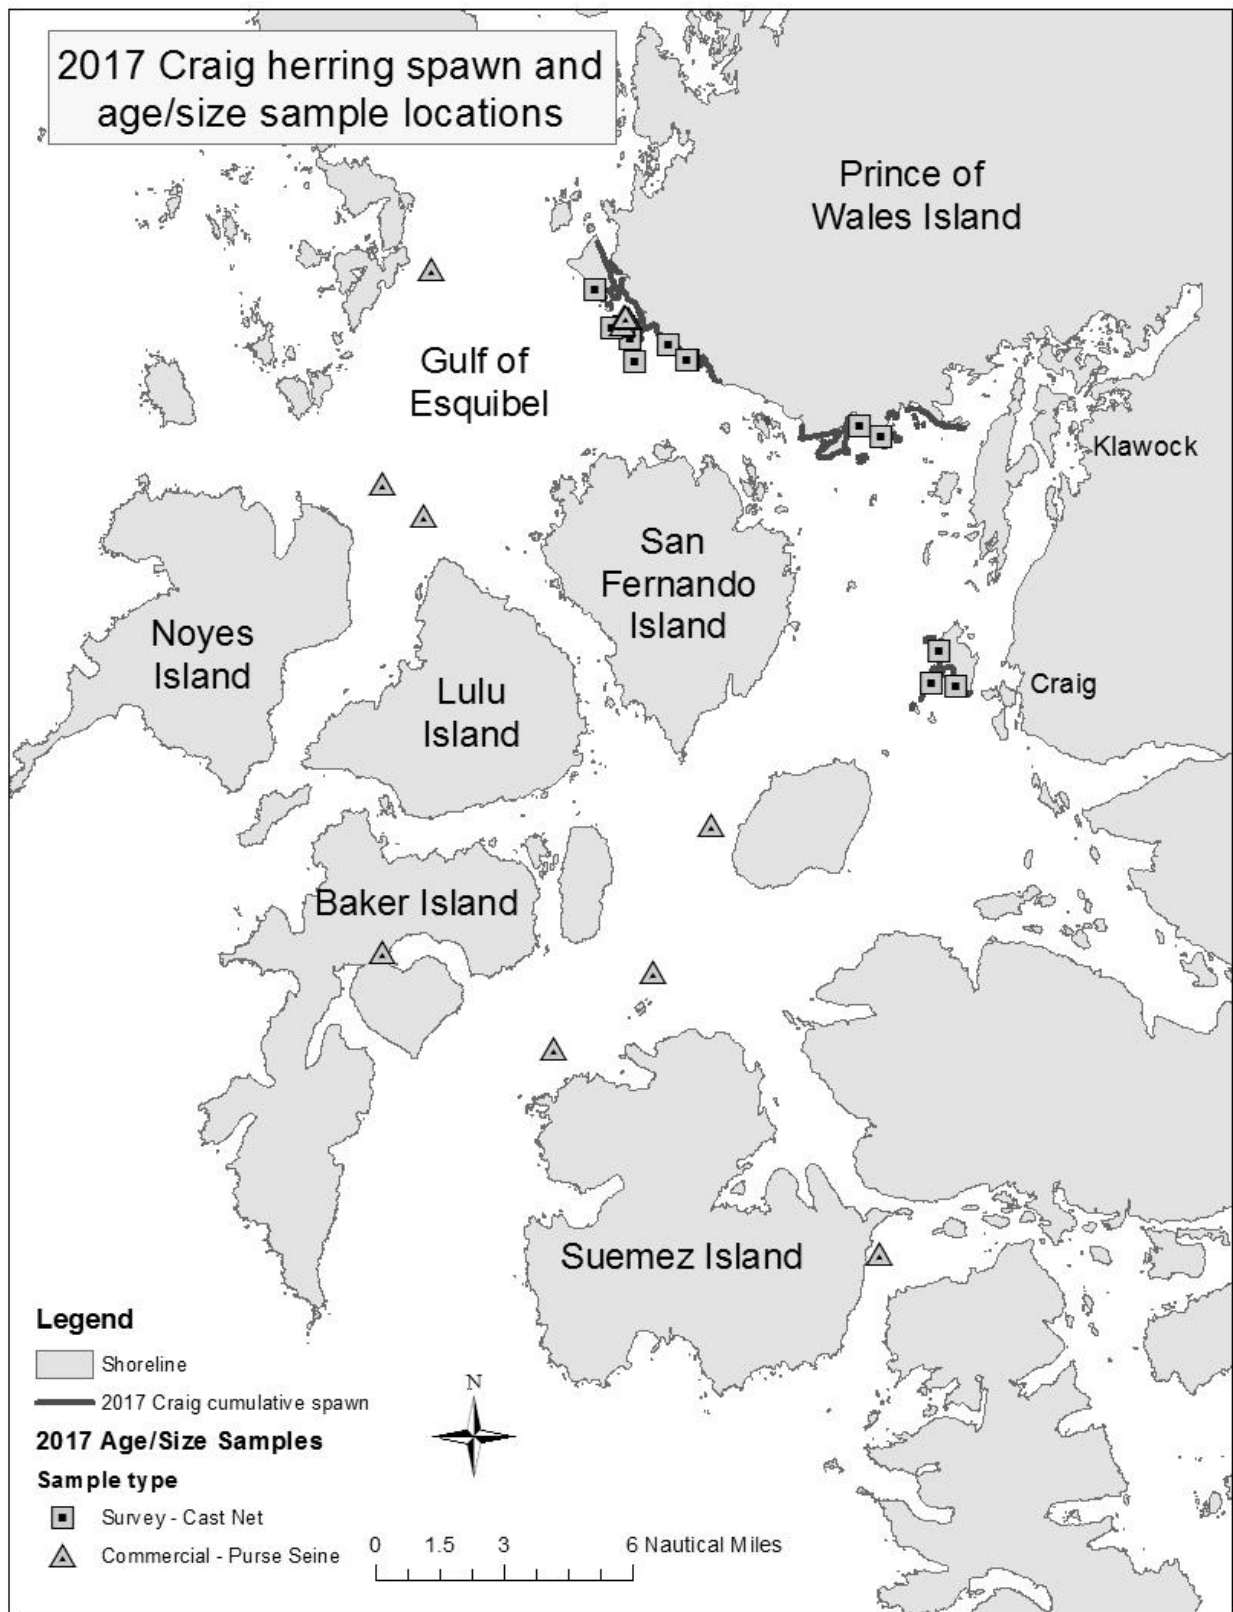 2017 Craig herring spawn and
age/size sample locations
Prince of
Wales Island
Gulf of
Esquibel
Klawock
San
Fernando
Island
Noyes
Island
Lulu
Island
Craig
Baker Island
Suemez Island
Legend
Shoreline
2017 Craig cumulative spawn
2017 Age/Size Samples
Sample type
Survey - Cast Net
Commercial - Purse Seine
N
0 1.5 3 6 Nautical Miles